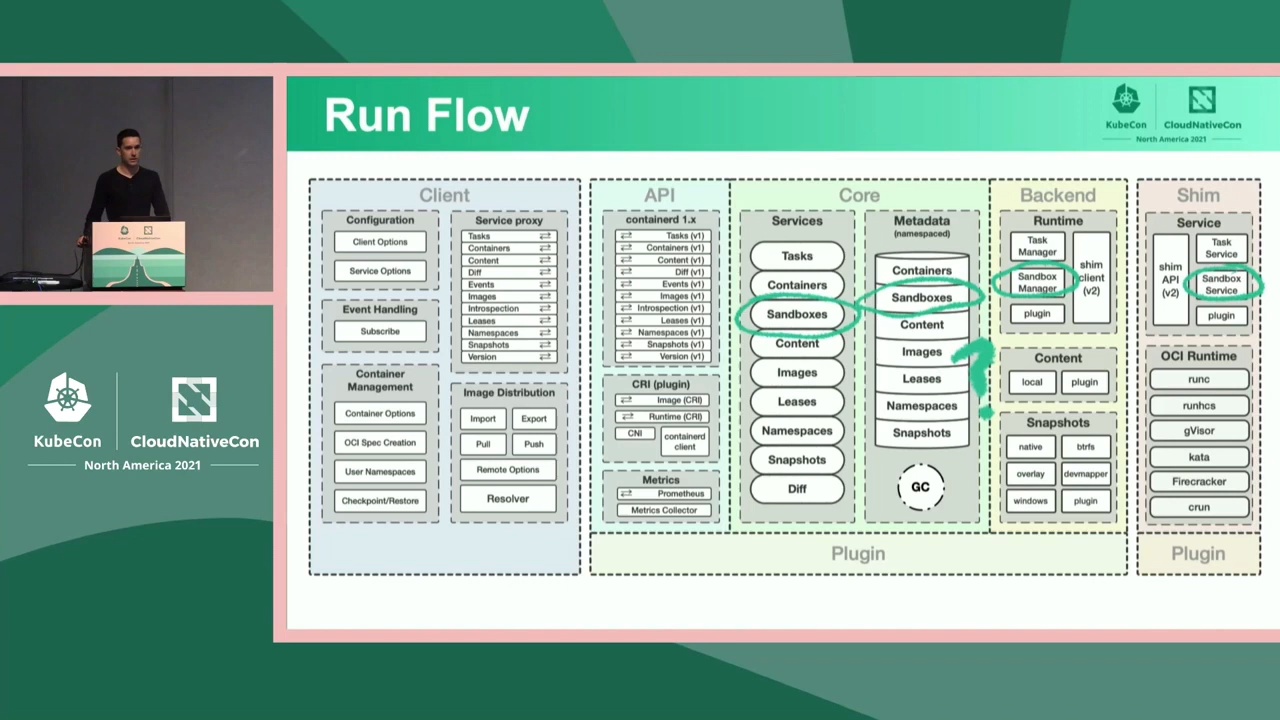 Run Flow
KubeCon
CloudNativeCon
North America 2021
Client
Configuration
Client Options
Service Options
Event Handling
Subscribe
Container
Management
Container Options
OCI Spec Creation
User Namespaces
Checkpoint/Restore
Service proxy
Tasks
Containers
Content
Diff
Events
Images
Introspection
Leases
Namespaces
Snapshots
Version
Image Distribution
Import
Export
Pull
Push
Remote Options
Resolver
API
containerd 1.x
Tasks (v1)
Containers (v1)
Content (v1)
Diff (v1)
Events (v1)
Images (v1)
Introspection (v1)
Leases (v1)
Namespaces (v1)
Snapshots (v1)
Version (v1)
CRI (plugin)
Image (CRI)
Runtime (CRI)
CNI
containerd
client
Metrics
Prometheus
Metrics Collector
Core
Services
Tasks
Containers
Sandboxes
Content
Images
Leases
Namespaces
Snapshots
Diff
Metadata
(namespaced)
Containers
Sandboxes
Content
Images
Leases
Namespaces
Snapshots
GC
?
Backend
Runtime
Task
Manager
Sandbox
Manager
plugin
shim
client
(v2)
Content
local
plugin
Snapshots
native
btrfs
overlay
devmapper
windows
plugin
Plugin
Shim
Service
shim
API
(v2)
Task
Service
Sandbox
Service
plugin
OCI Runtime
runc
runhcs
gVisor
kata
Firecracker
crun
Plugin
KubeCon
CloudNativeCon
North America 2021